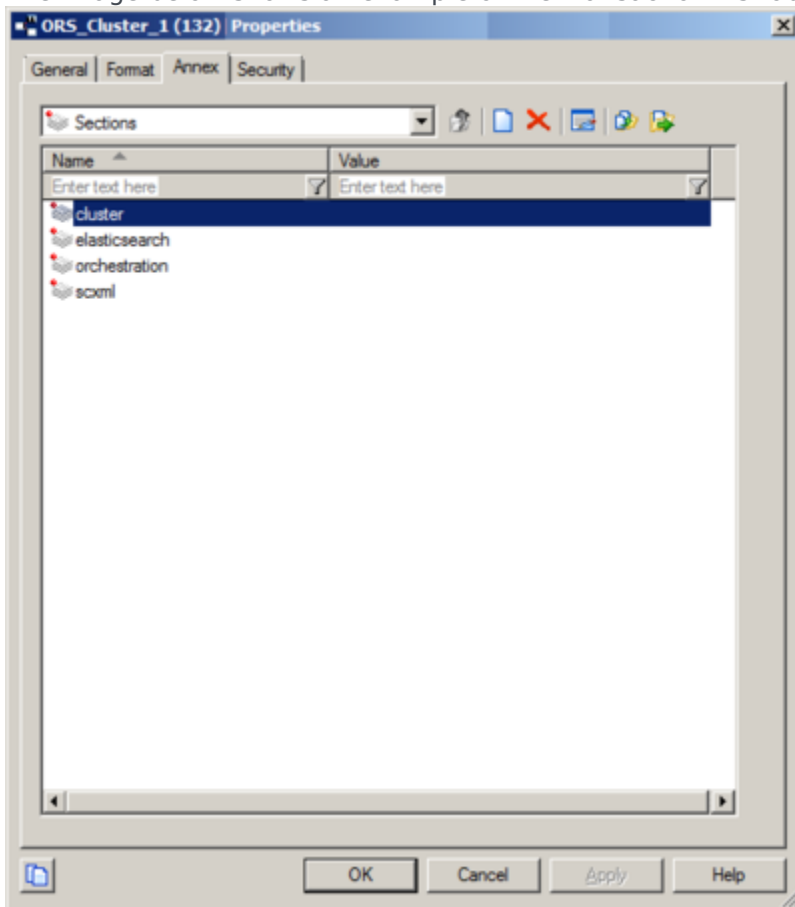 ORS_Cluster_1 (132) Properties
General Format Annex Security
Sections
Name Value
Enter text here Enter text here
cluster
elasticsearch
orchestration
scxml
OK Cancel Apply Help